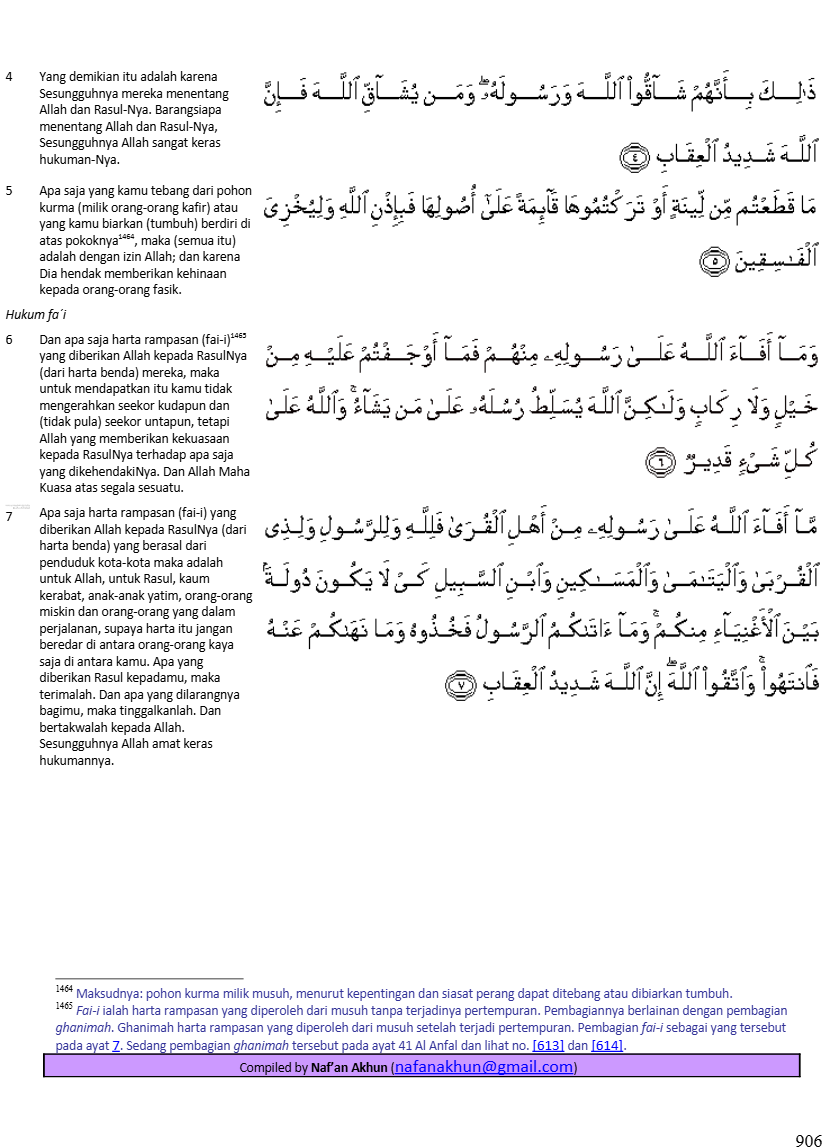 4 Yang demikian itu adalah karena
Sesungguhnya mereka menentang
Allah dan Rasul-Nya. Barangsiapa
menentang Allah dan Rasul-Nya,
Sesungguhnya Allah sangat keras
hukuman-Nya.
ذَٰلِكَ بِأَنَّهُمْ شَآقُّوا۟ ٱللَّهَ وَرَسُولَهُۥ ۖ وَمَن يُشَآقِّ ٱللَّهَ فَإِنَّ
ٱللَّهَ شَدِيدُ ٱلْعِقَابِ ﴿٤﴾
5 Apa saja yang kamu tebang dari pohon
kurma (milik orang-orang kafir) atau
yang kamu biarkan (tumbuh) berdiri di
atas pokoknya1464, maka (semua itu)
adalah dengan izin Allah; dan karena
Dia hendak memberikan kehinaan
kepada orang-orang fasik.
مَا قَطَعْتُم مِّن لِّينَةٍ أَوْ تَرَكْتُمُوهَا قَآئِمَةً عَلَىٰٓ أُصُولِهَا فَبِإِذْنِ ٱللَّهِ وَلِيُخْزِىَ
ٱلْفَٰسِقِينَ ﴿٥﴾
Hukum fa´i
6 Dan apa saja harta rampasan (fai-i)1465
yang diberikan Allah kepada RasulNya
(dari harta benda) mereka, maka
untuk mendapatkan itu kamu tidak
mengerahkan seekor kudapun dan
(tidak pula) seekor untapun, tetapi
Allah yang memberikan kekuasaan
kepada RasulNya terhadap apa saja
yang dikehendakiNya. Dan Allah Maha
Kuasa atas segala sesuatu.
وَمَآ أَفَآءَ ٱللَّهُ عَلَىٰ رَسُولِهِۦ مِنْهُمْ فَمَآ أَوْجَفْتُمْ عَلَيْهِ مِنْ
خَيْلٍ وَلَا رِكَابٍ وَلَٰكِنَّ ٱللَّهَ يُسَلِّطُ رُسُلَهُۥ عَلَىٰ مَن يَشَآءُ ۚ وَٱللَّهُ عَلَىٰ
كُلِّ شَىْءٍ قَدِيرٌ ﴿٦﴾
7 Apa saja harta rampasan (fai-i) yang
diberikan Allah kepada RasulNya (dari
harta benda) yang berasal dari
penduduk kota-kota maka adalah
untuk Allah, untuk Rasul, kaum
kerabat, anak-anak yatim, orang-orang
miskin dan orang-orang yang dalam
perjalanan, supaya harta itu jangan
beredar di antara orang-orang kaya
saja di antara kamu. Apa yang
diberikan Rasul kepadamu, maka
terimalah. Dan apa yang dilarangnya
bagimu, maka tinggalkanlah. Dan
bertakwalah kepada Allah.
Sesungguhnya Allah amat keras
hukumannya.
مَّآ أَفَآءَ ٱللَّهُ عَلَىٰ رَسُولِهِۦ مِنْ أَهْلِ ٱلْقُرَىٰ فَلِلَّهِ وَلِلرَّسُولِ وَلِذِى
ٱلْقُرْبَىٰ وَٱلْيَتَٰمَىٰ وَٱلْمَسَٰكِينِ وَٱبْنِ ٱلسَّبِيلِ كَىْ لَا يَكُونَ دُولَةًۢ
بَيْنَ ٱلْأَغْنِيَآءِ مِنكُمْ ۚ وَمَآ ءَاتَىٰكُمُ ٱلرَّسُولُ فَخُذُوهُ وَمَا نَهَىٰكُمْ عَنْهُ
فَٱنتَهُوا۟ ۚ وَٱتَّقُوا۟ ٱللَّهَ ۖ إِنَّ ٱللَّهَ شَدِيدُ ٱلْعِقَابِ ﴿٧﴾
1464 Maksudnya: pohon kurma milik musuh, menurut kepentingan dan siasat perang dapat ditebang atau dibiarkan tumbuh.
1465 Fai-i ialah harta rampasan yang diperoleh dari musuh tanpa terjadinya pertempuran. Pembagiannya berlainan dengan pembagian
ghanimah. Ghanimah harta rampasan yang diperoleh dari musuh setelah terjadi pertempuran. Pembagian fai-i sebagai yang tersebut
pada ayat 7. Sedang pembagian ghanimah tersebut pada ayat 41 Al Anfal dan lihat no. [613] dan [614].
Compiled by Naf’an Akhun (nafanakhun@gmail.com)
906